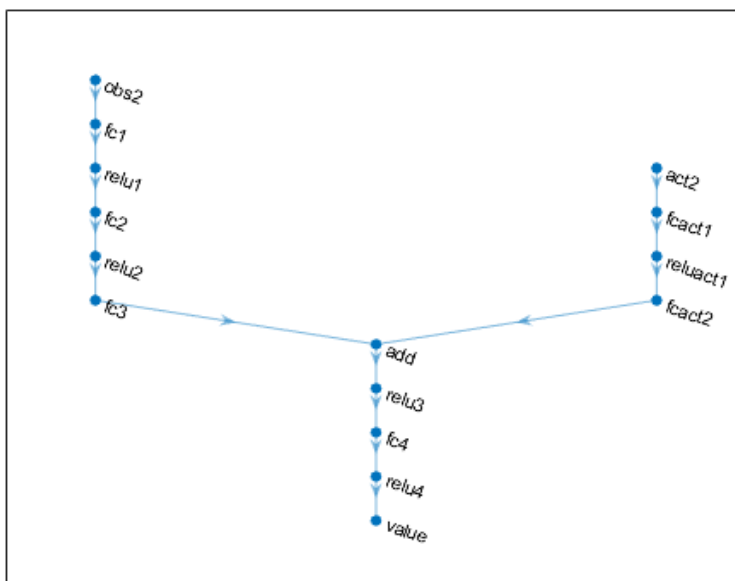 obs2
fc1
relu1
fc2
relu2
fc3
act2
fcact1
reluact1
fcact2
add
relu3
fc4
relu4
value